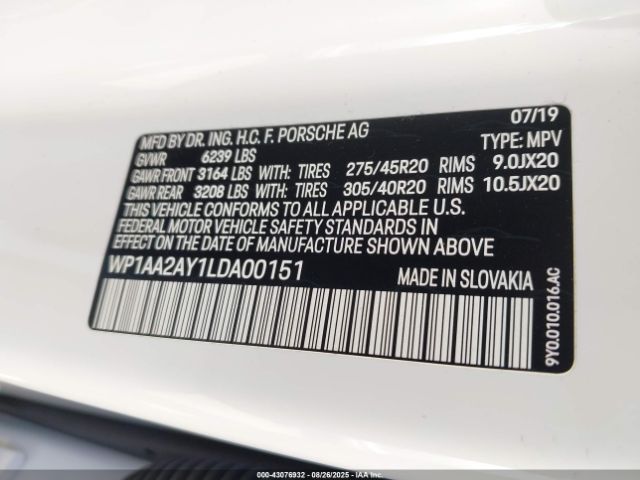 07/19
MFD BY DR. ING. H.C. F. PORSCHE AG
GVWR 6239 LBS TYPE: MPV
GAWR FRONT 3164 LBS WITH: TIRES 275/45R20 RIMS 9.0JX20
GAWR REAR 3208 LBS WITH: TIRES 305/40R20 RIMS 10.5JX20
THIS VEHICLE CONFORMS TO ALL APPLICABLE U.S.
FEDERAL MOTOR VEHICLE SAFETY STANDARDS IN
EFFECT ON THE DATE OF MANUFACTURE SHOWN ABOVE
WP1AA2AY1LDA00151
MADE IN SLOVAKIA
9Y0.010.016.AC
000-43076932 - 08/26/2025 - IAAI.COM